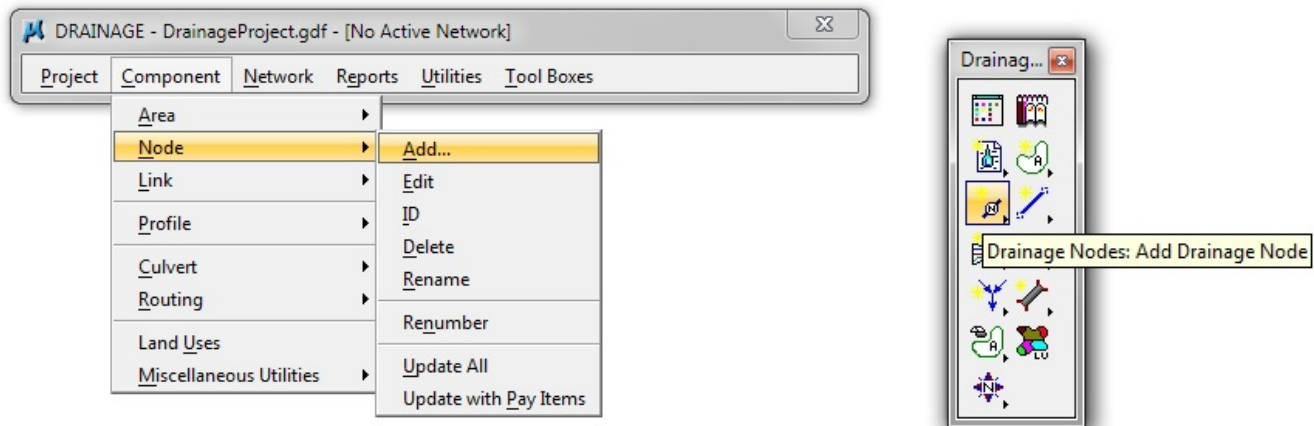 DRAINAGE - DrainageProject.gdf - [No Active Network]
Project Component Network Reports Utilities Tool Boxes
Area
Node
Link
Profile
Culvert
Routing
Land Uses
Miscellaneous Utilities
Add...
Edit
ID
Delete
Rename
Renumber
Update All
Update with Pay Items
Drainag...
A
N
Drainage Nodes: Add Drainage Node
A
LU
N